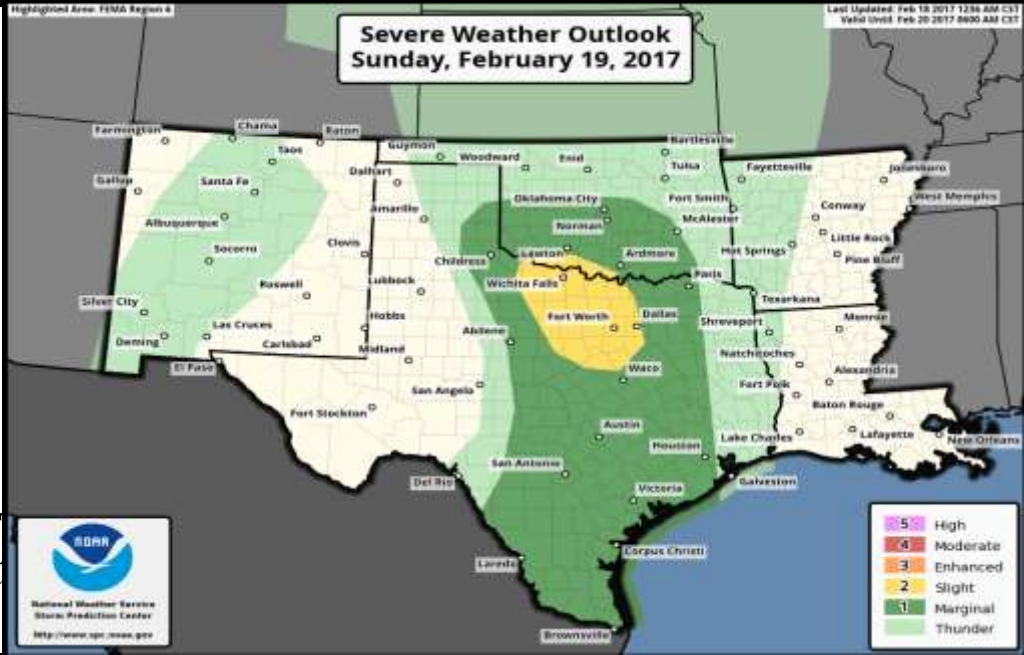 Highlighted Area: FEMA Region 6
Last Updated: Feb 18 2017 1236 AM CST
Valid Until: Feb 20 2017 0600 AM CST
Severe Weather Outlook
Sunday, February 19, 2017
Farmington
Chama
Raton
Taos
Guymon
Woodward
Enid
Bartlesville
Tulsa
Fayetteville
Jonesboro
Gallup
Santa Fe
Dalhart
Oklahoma City
Fort Smith
Conway
West Memphis
Albuquerque
Amarillo
Norman
McAlester
Little Rock
Socorro
Clovis
Childress
Lawton
Ardmore
Hot Springs
Pine Bluff
Roswell
Lubbock
Wichita Falls
Paris
Texarkana
Silver City
Las Cruces
Hobbs
Fort Worth
Dallas
Shreveport
Monroe
Deming
Carlsbad
Midland
Abilene
Natchitoches
El Paso
Waco
Alexandria
San Angelo
Fort Polk
Fort Stockton
Baton Rouge
Austin
Houston
Lake Charles
Lafayette
New Orleans
San Antonio
Del Rio
Victoria
Galveston
Corpus Christi
Laredo
Brownsville
NOAA
National Weather Service
Storm Prediction Center
http://www.spc.noaa.gov
5 High
4 Moderate
3 Enhanced
2 Slight
1 Marginal
Thunder